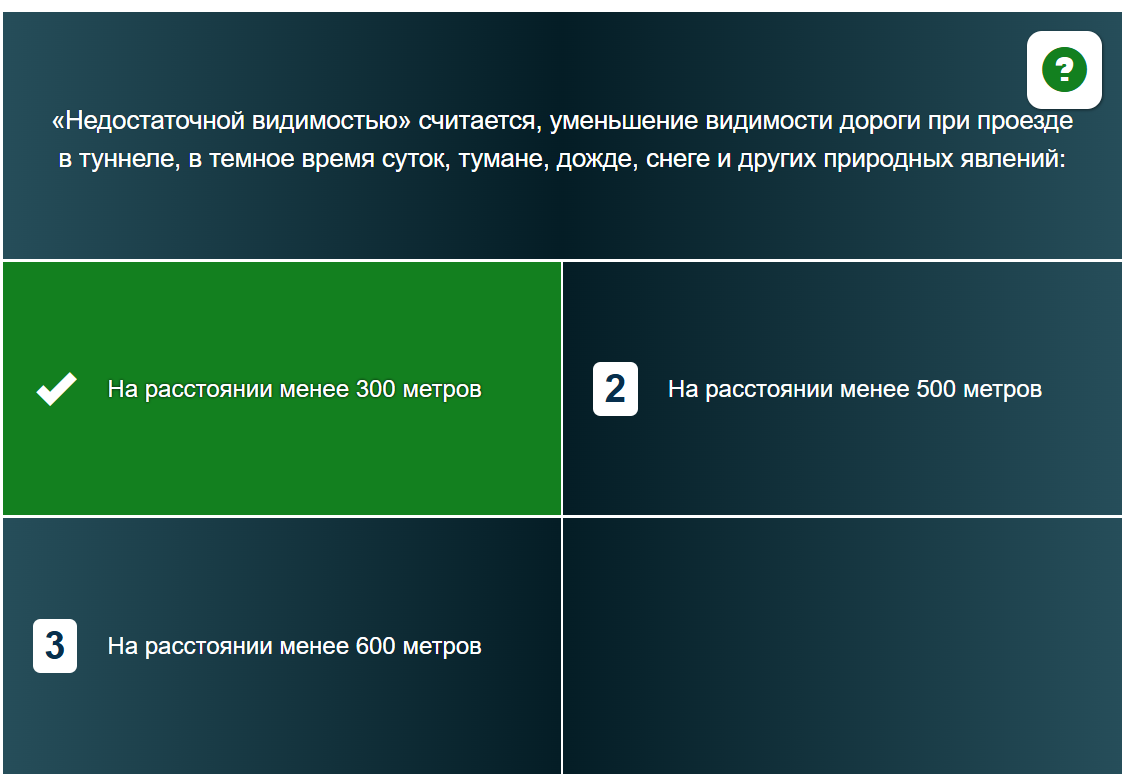 ?
«Недостаточной видимостью» считается, уменьшение видимости дороги при проезде
в туннеле, в темное время суток, тумане, дожде, снеге и других природных явлений:
На расстоянии менее 300 метров
2 На расстоянии менее 500 метров
3 На расстоянии менее 600 метров